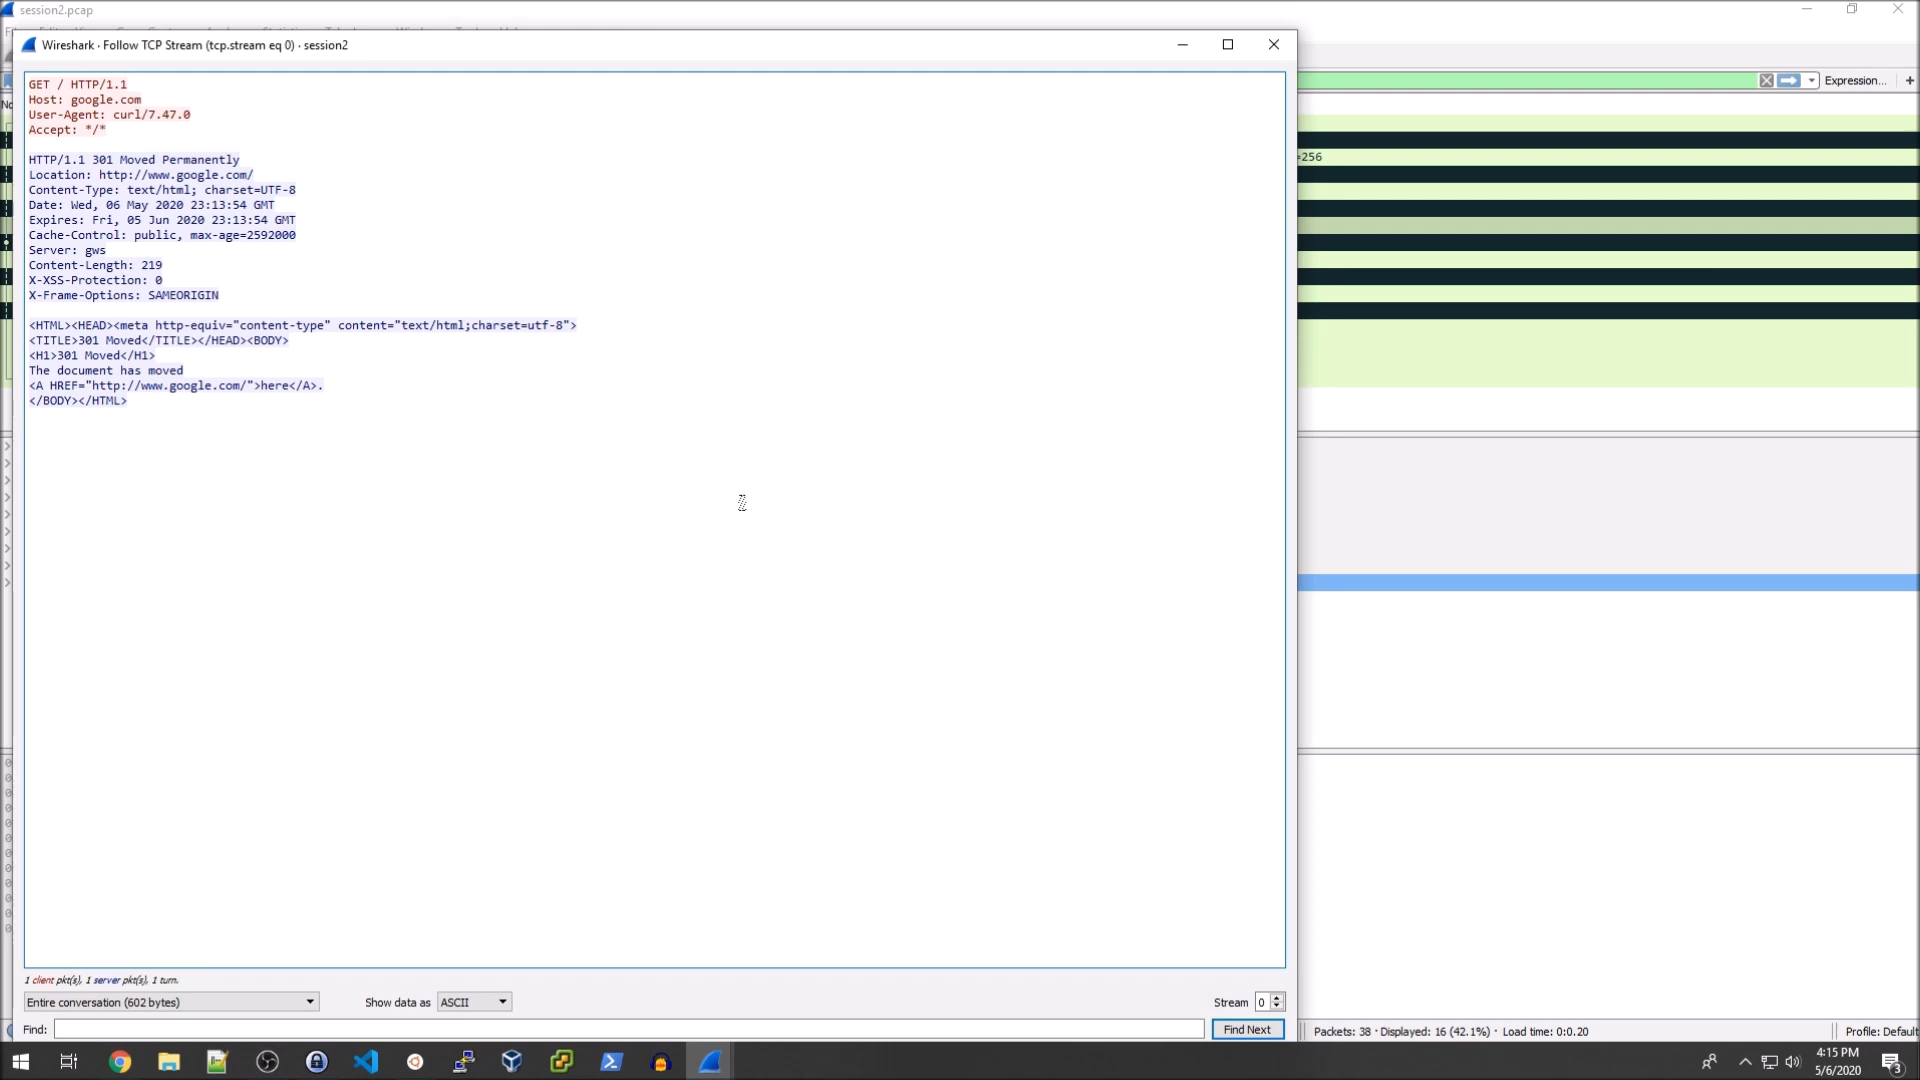 session2.pcap
Wireshark · Follow TCP Stream (tcp.stream eq 0) · session2
GET / HTTP/1.1
Host: google.com
User-Agent: curl/7.47.0
Accept: */*
HTTP/1.1 301 Moved Permanently
Location: http://www.google.com/
Content-Type: text/html; charset=UTF-8
Date: Wed, 06 May 2020 23:13:54 GMT
Expires: Fri, 05 Jun 2020 23:13:54 GMT
Cache-Control: public, max-age=2592000
Server: gws
Content-Length: 219
X-XSS-Protection: 0
X-Frame-Options: SAMEORIGIN
<HTML><HEAD><meta http-equiv="content-type" content="text/html;charset=utf-8">
<TITLE>301 Moved</TITLE></HEAD><BODY>
<H1>301 Moved</H1>
The document has moved
<A HREF="http://www.google.com/">here</A>.
</BODY></HTML>
Expression... +
=256
1 client pkt(s), 1 server pkt(s), 1 turn.
Entire conversation (602 bytes)
Show data as ASCII
Stream 0
Find:
Find Next
Packets: 38 · Displayed: 16 (42.1%) · Load time: 0:0.20
Profile: Default
4:15 PM
5/6/2020
3